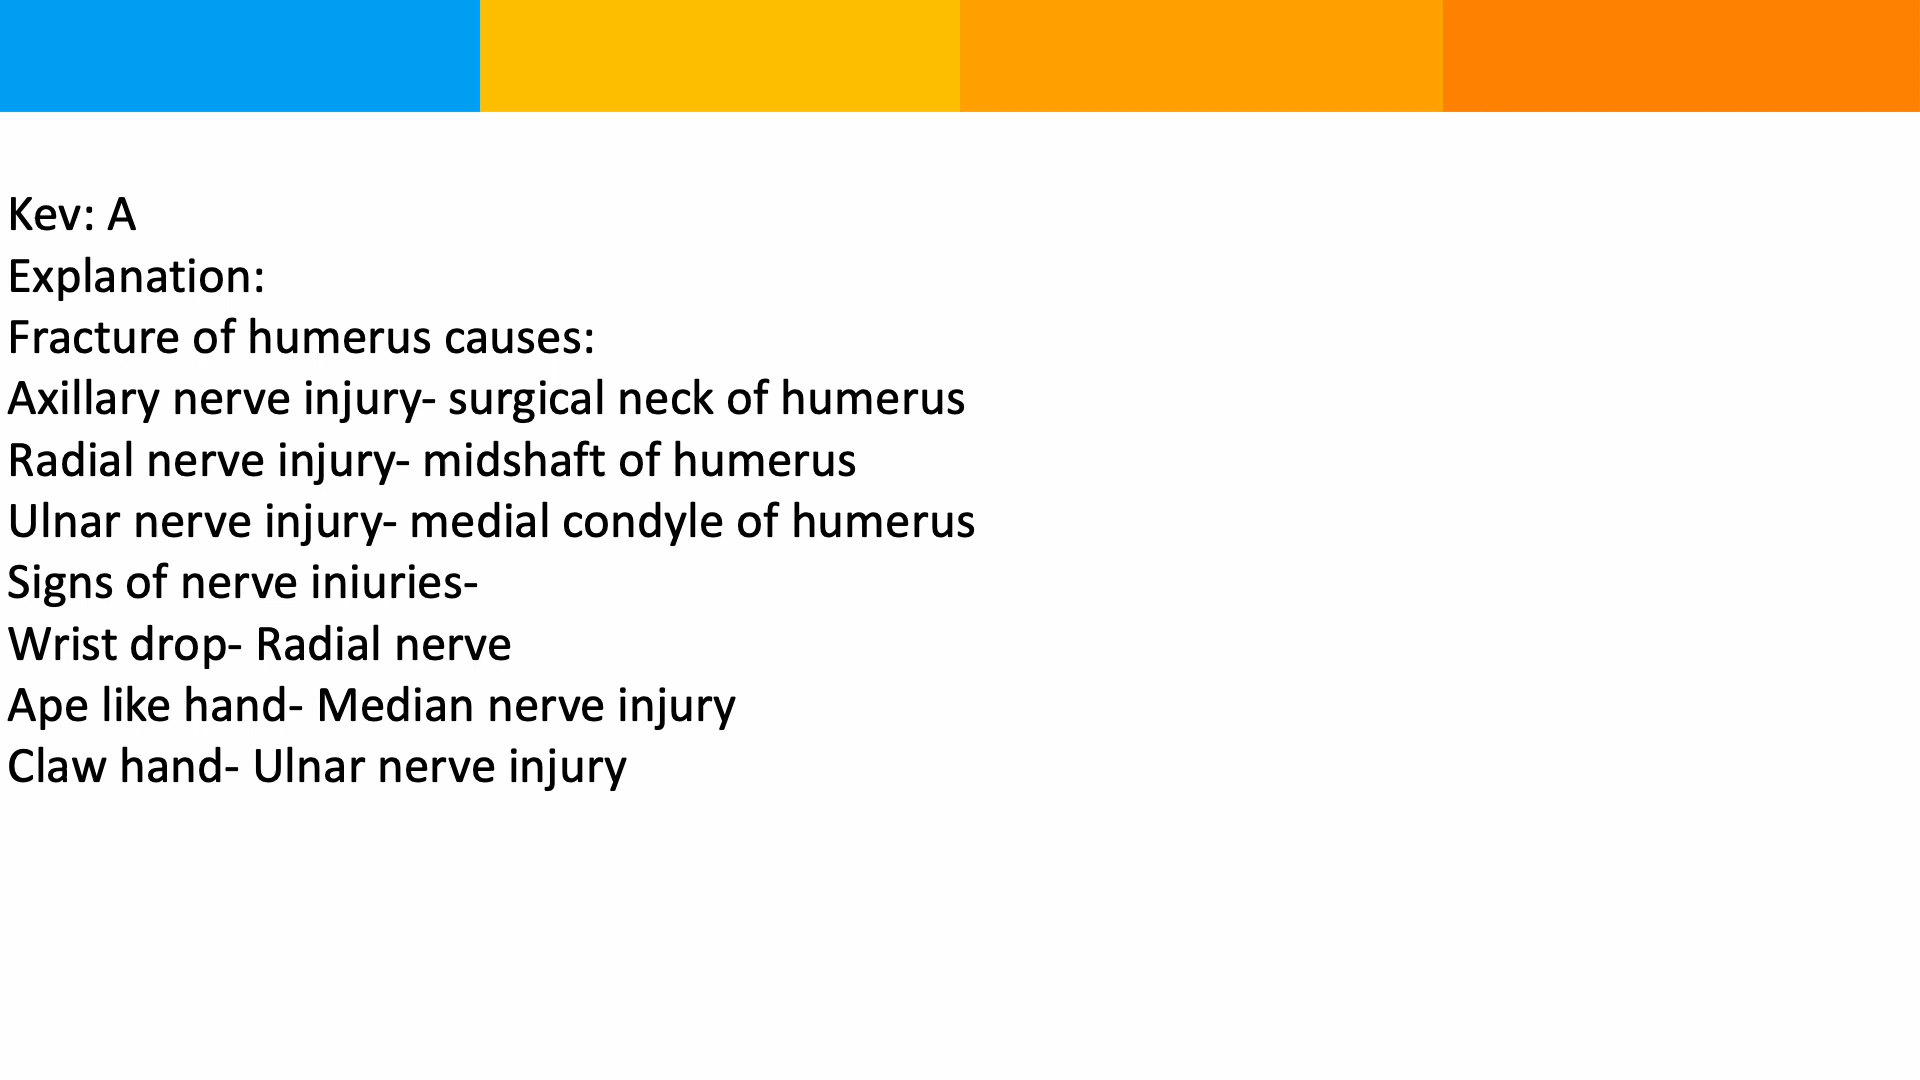 Kev: A
Explanation:
Fracture of humerus causes:
Axillary nerve injury- surgical neck of humerus
Radial nerve injury- midshaft of humerus
Ulnar nerve injury- medial condyle of humerus
Signs of nerve iniuries-
Wrist drop- Radial nerve
Ape like hand- Median nerve injury
Claw hand- Ulnar nerve injury